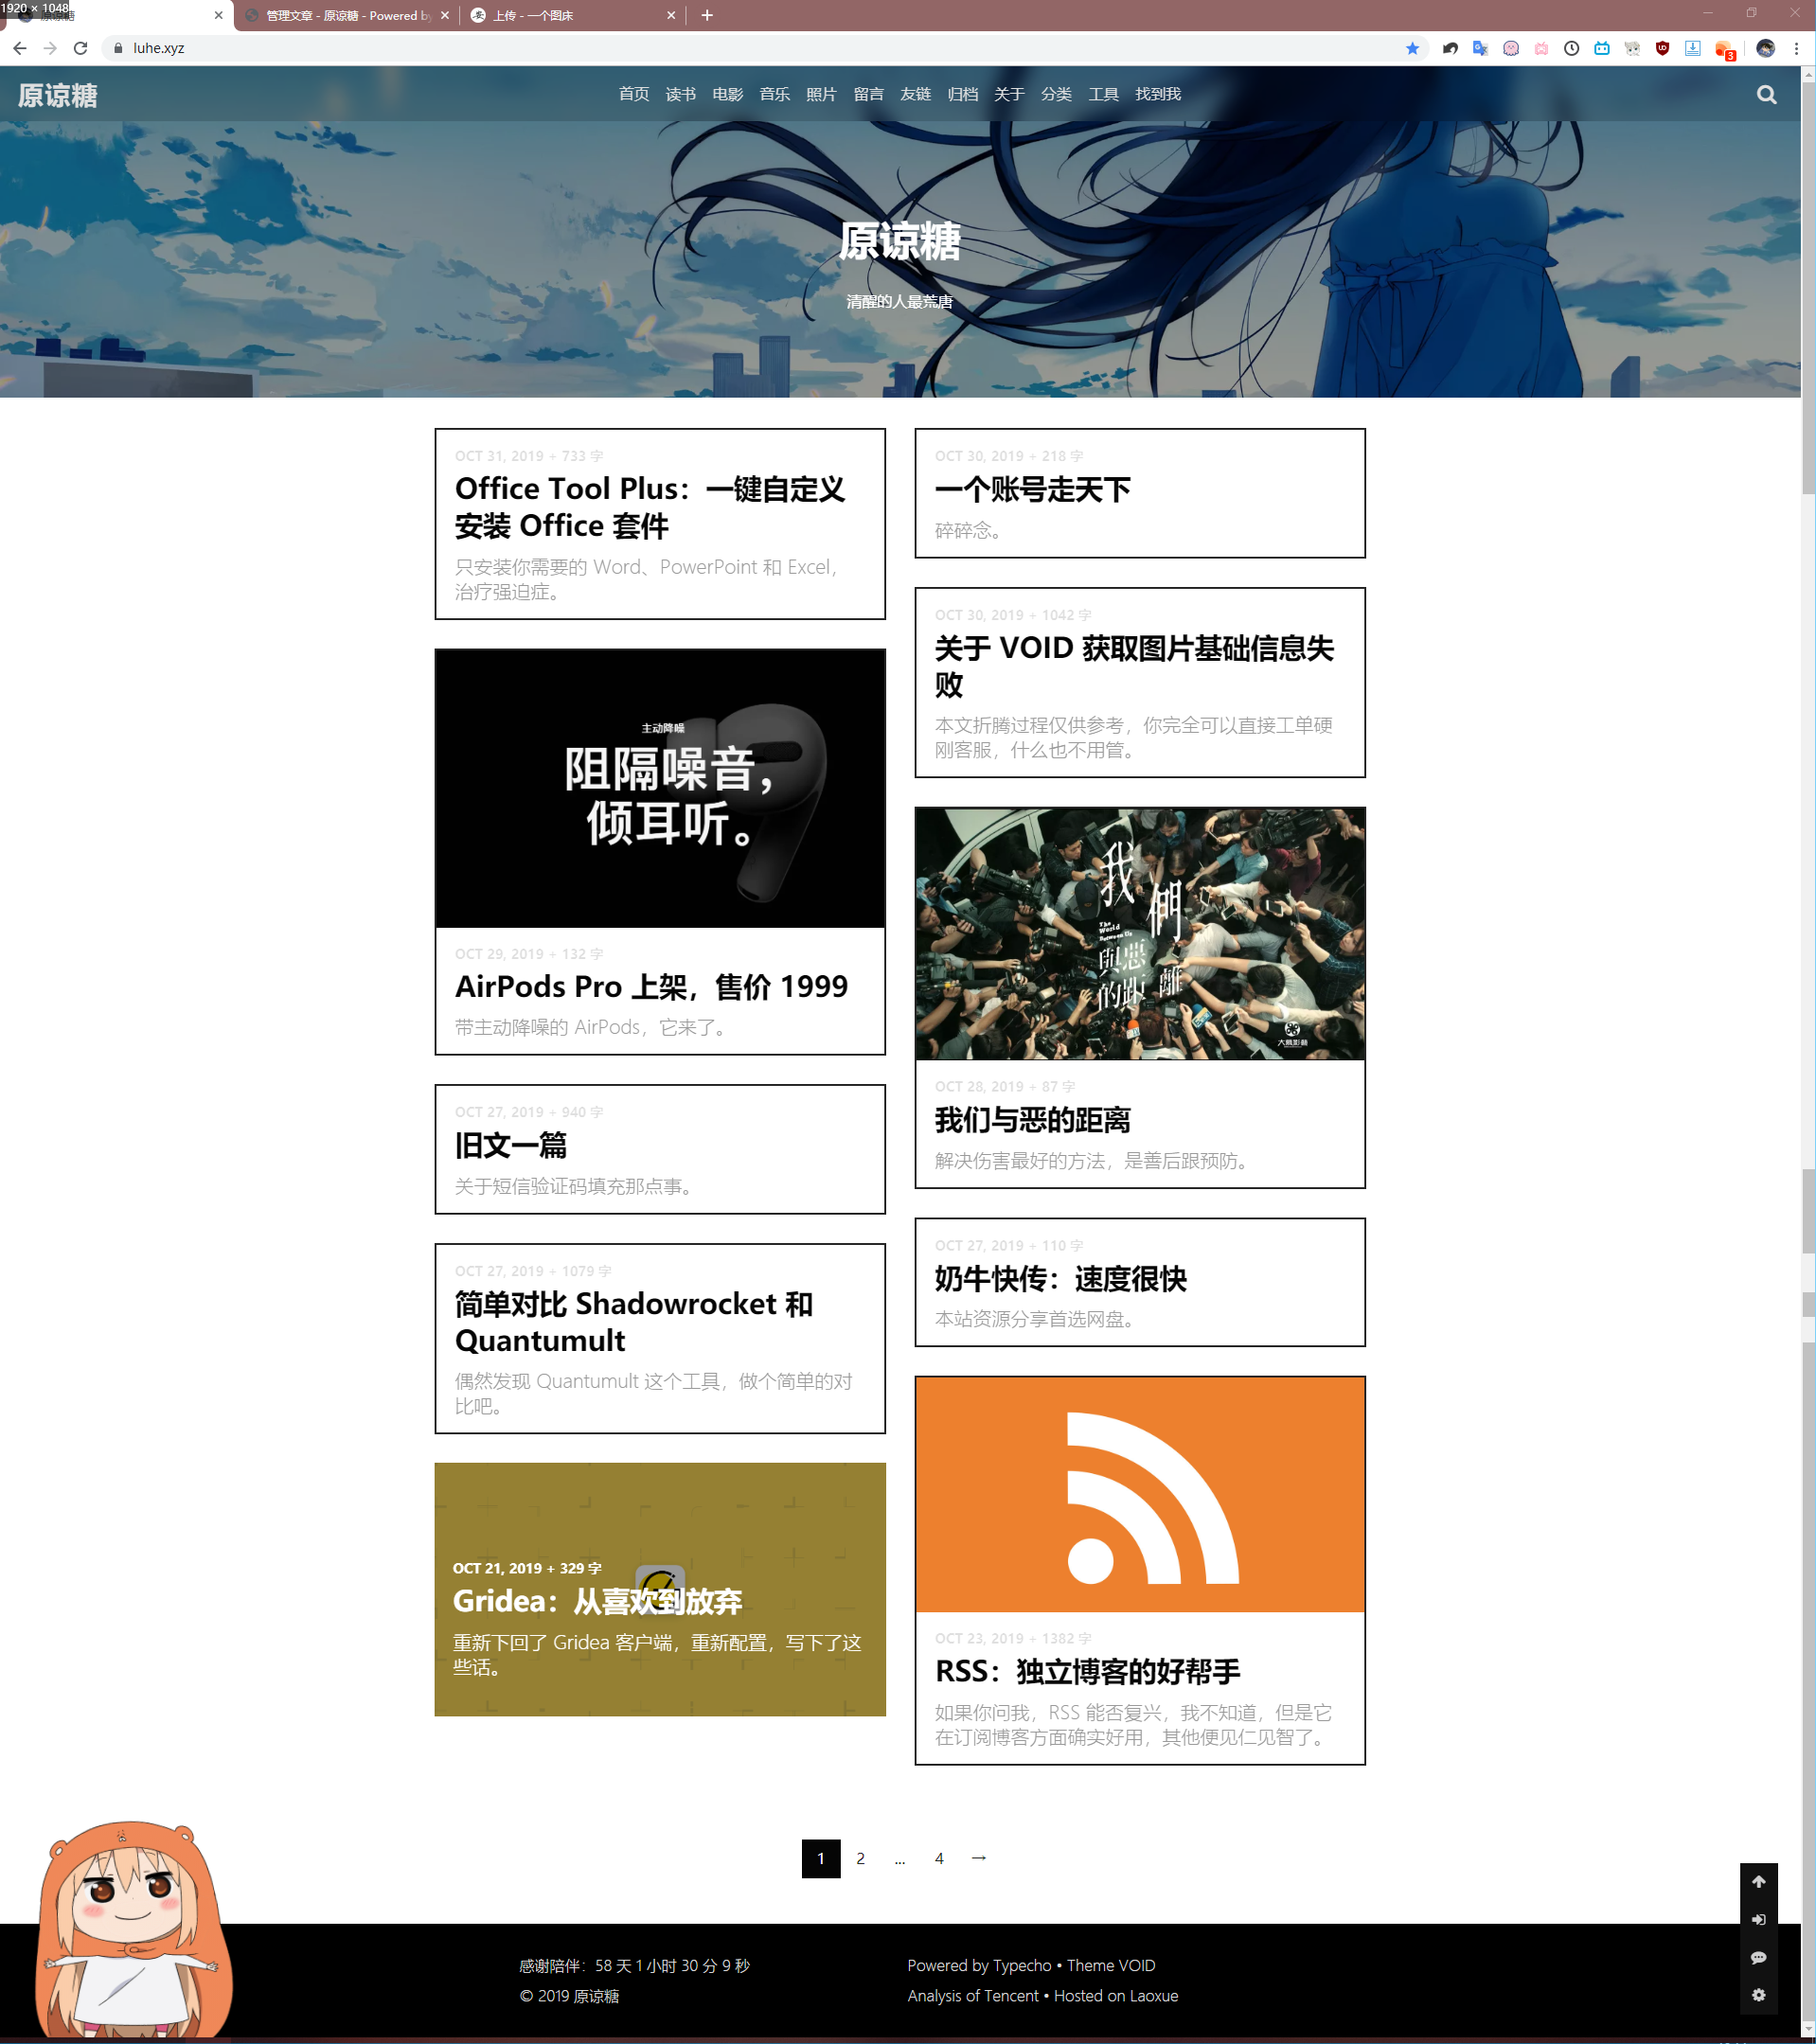 1920 × 1048
原谅糖
管理文章 - 原谅糖 - Powered by
上传 - 一个图床
luhe.xyz
3
原谅糖
首页 读书 电影 音乐 照片 留言 友链 归档 关于 分类 工具 找到我
原谅糖
清醒的人最荒唐
OCT 31, 2019 + 733 字
Office Tool Plus：一键自定义
安装 Office 套件
只安装你需要的 Word、PowerPoint 和 Excel，
治疗强迫症。
主动降噪
阻隔噪音，
倾耳听。
OCT 29, 2019 + 132 字
AirPods Pro 上架，售价 1999
带主动降噪的 AirPods，它来了。
OCT 27, 2019 + 940 字
旧文一篇
关于短信验证码填充那点事。
OCT 27, 2019 + 1079 字
简单对比 Shadowrocket 和
Quantumult
偶然发现 Quantumult 这个工具，做个简单的对
比吧。
OCT 21, 2019 + 329 字
Gridea：从喜欢到放弃
重新下回了 Gridea 客户端，重新配置，写下了这
些话。
OCT 30, 2019 + 218 字
一个账号走天下
碎碎念。
OCT 30, 2019 + 1042 字
关于 VOID 获取图片基础信息失
败
本文折腾过程仅供参考，你完全可以直接工单硬
刚客服，什么也不用管。
我們
The World Between Us
與惡
的距離
大慕影藝
OCT 28, 2019 + 87 字
我们与恶的距离
解决伤害最好的方法，是善后跟预防。
OCT 27, 2019 + 110 字
奶牛快传：速度很快
本站资源分享首选网盘。
OCT 23, 2019 + 1382 字
RSS：独立博客的好帮手
如果你问我，RSS 能否复兴，我不知道，但是它
在订阅博客方面确实好用，其他便见仁见智了。
1 2 ... 4 →
感谢陪伴：58 天 1 小时 30 分 9 秒
© 2019 原谅糖
Powered by Typecho • Theme VOID
Analysis of Tencent • Hosted on Laoxue